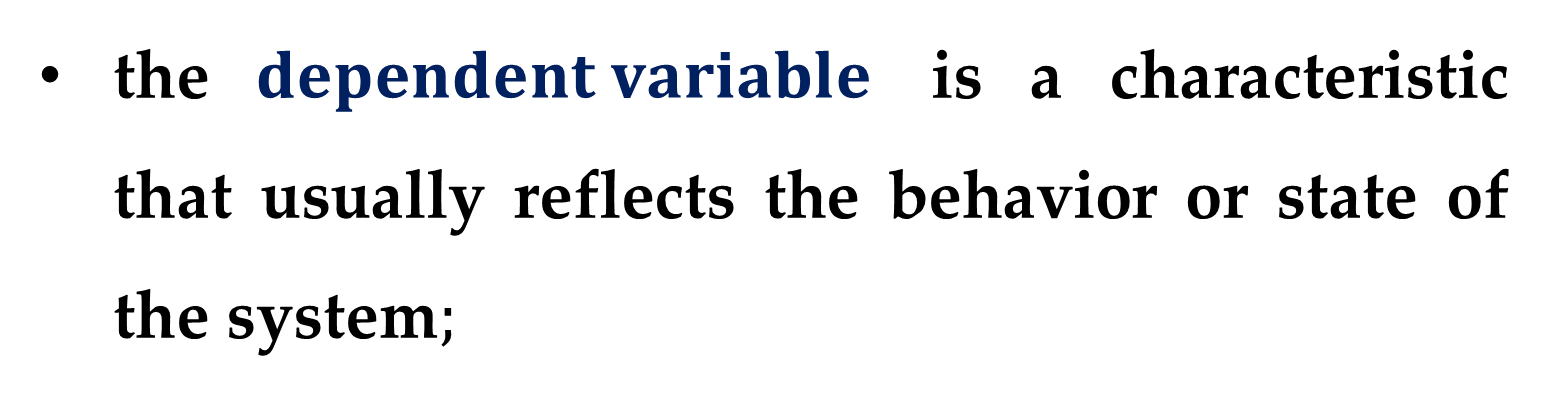 • the dependent variable is a characteristic
that usually reflects the behavior or state of
the system;